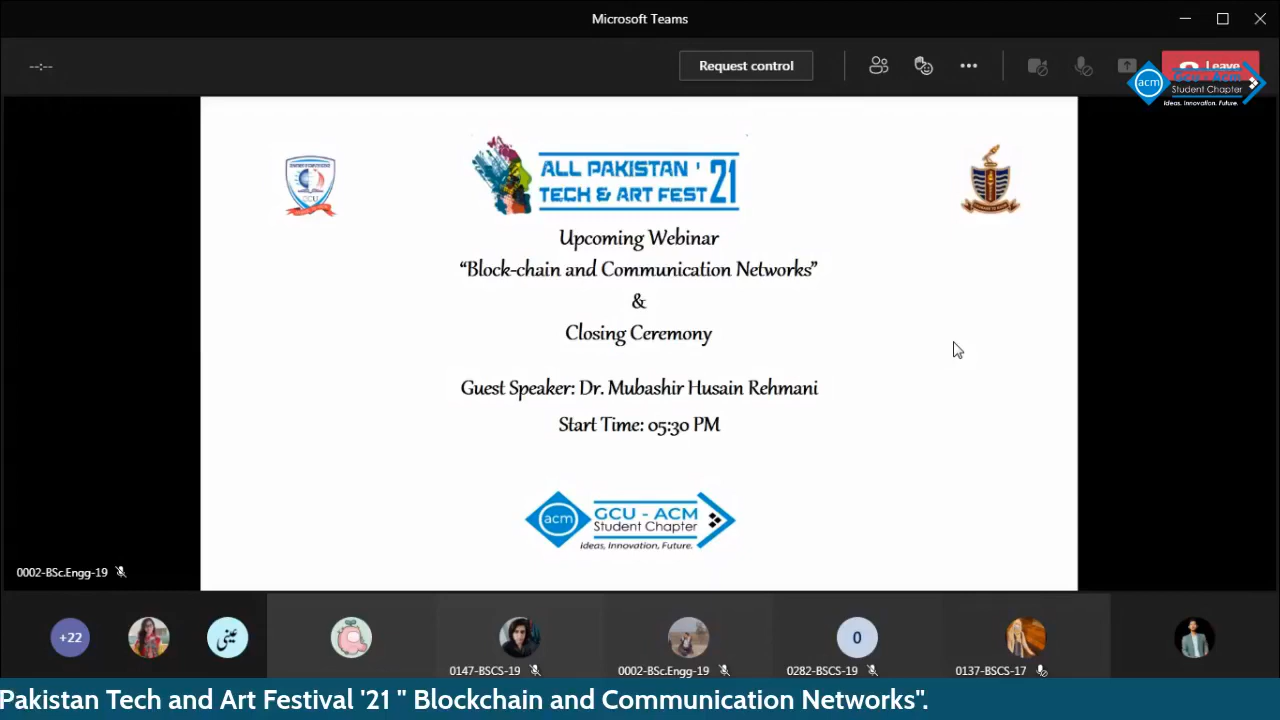 Microsoft Teams
--:--
Request control
Leave
acm
GCU - ACM
Student Chapter
Ideas. Innovation. Future.
ALL PAKISTAN '
TECH & ART FEST 21
Upcoming Webinar
“Block-chain and Communication Networks”
&
Closing Ceremony
Guest Speaker: Dr. Mubashir Husain Rehmani
Start Time: 05:30 PM
acm
GCU - ACM
Student Chapter
Ideas, Innovation, Future.
0002-BSc.Engg-19
+22
عینی
0
0147-BSCS-19
0002-BSc.Engg-19
0282-BSCS-19
0137-BSCS-17
Pakistan Tech and Art Festival '21 " Blockchain and Communication Networks".